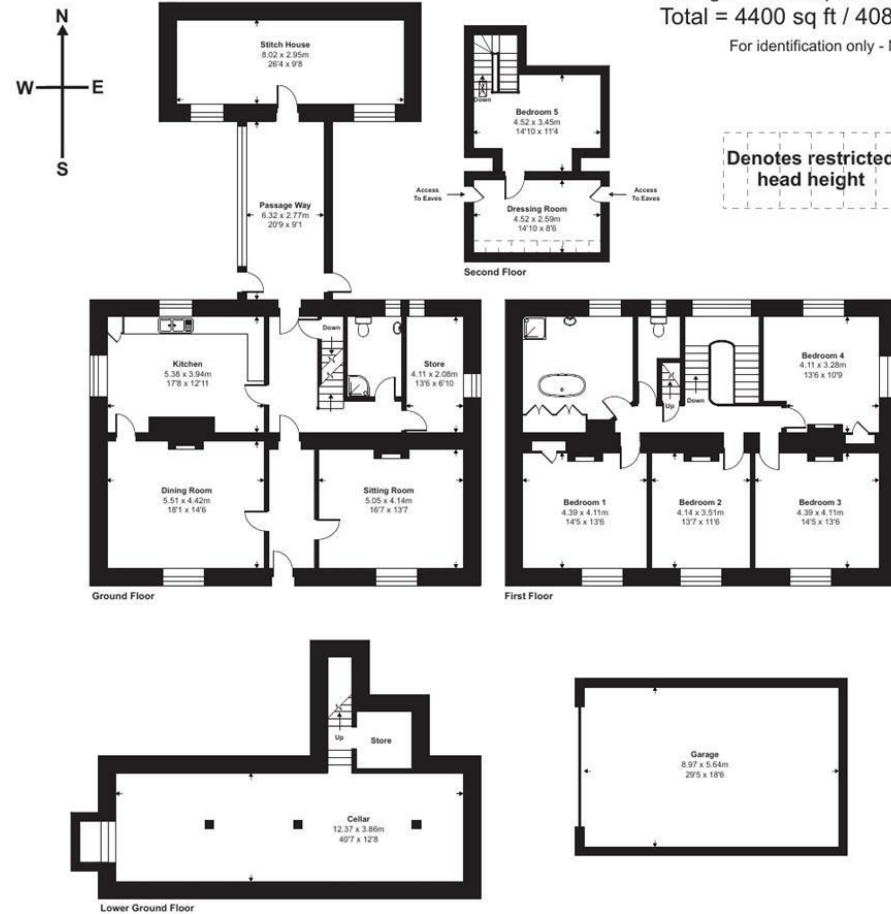 Total = 4400 sq ft / 408
For identification only -
N
W
E
S
Stitch House
8.02 x 2.95m
26'4 x 9'8
Down
Bedroom 5
4.52 x 3.45m
14'10 x 11'4
Denotes restricted
head height
Passage Way
6.32 x 2.77m
20'9 x 9'1
Access
To Eaves
Access
To Eaves
Dressing Room
4.52 x 2.59m
14'10 x 8'6
Second Floor
Kitchen
5.38 x 3.94m
17'8 x 12'11
Down
Store
4.11 x 2.08m
13'6 x 6'10
Dining Room
5.51 x 4.42m
18'1 x 14'6
Sitting Room
5.05 x 4.14m
16'7 x 13'7
Ground Floor
Up
Down
Bedroom 4
4.11 x 3.28m
13'6 x 10'9
Bedroom 1
4.39 x 4.11m
14'5 x 13'6
Bedroom 2
4.14 x 3.51m
13'7 x 11'6
Bedroom 3
4.39 x 4.11m
14'5 x 13'6
First Floor
Up
Store
Cellar
12.37 x 3.86m
40'7 x 12'8
Lower Ground Floor
Garage
8.97 x 5.64m
29'5 x 18'6